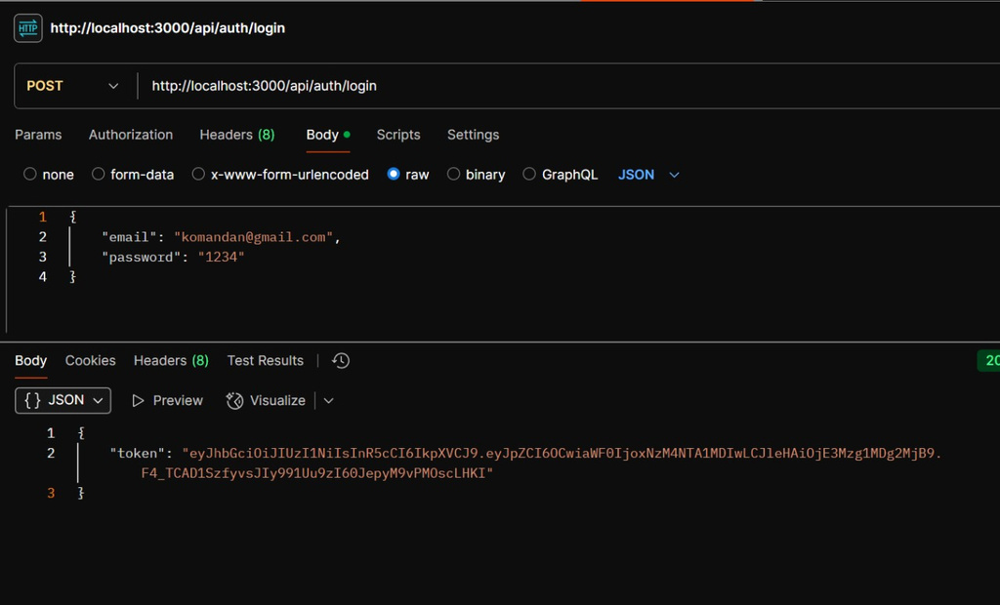 HTTP http://localhost:3000/api/auth/login
POST http://localhost:3000/api/auth/login
Params Authorization Headers (8) Body Scripts Settings
none form-data x-www-form-urlencoded raw binary GraphQL JSON
1 {
2 "email": "komandan@gmail.com",
3 "password": "1234"
4 }
Body Cookies Headers (8) Test Results 20
{} JSON Preview Visualize
1 {
2 "token": "eyJhbGciOiJIUzI1NiIsInR5cCI6IkpXVCJ9.eyJpZCI6OCwiaWF0IjoxNzM4NTA1MDIwLCJleHAiOjE3Mzg1MDg2MjB9.
F4_TCAD1SzfyvsJIy991Uu9zI60JepyM9vPMOscLHKI"
3 }